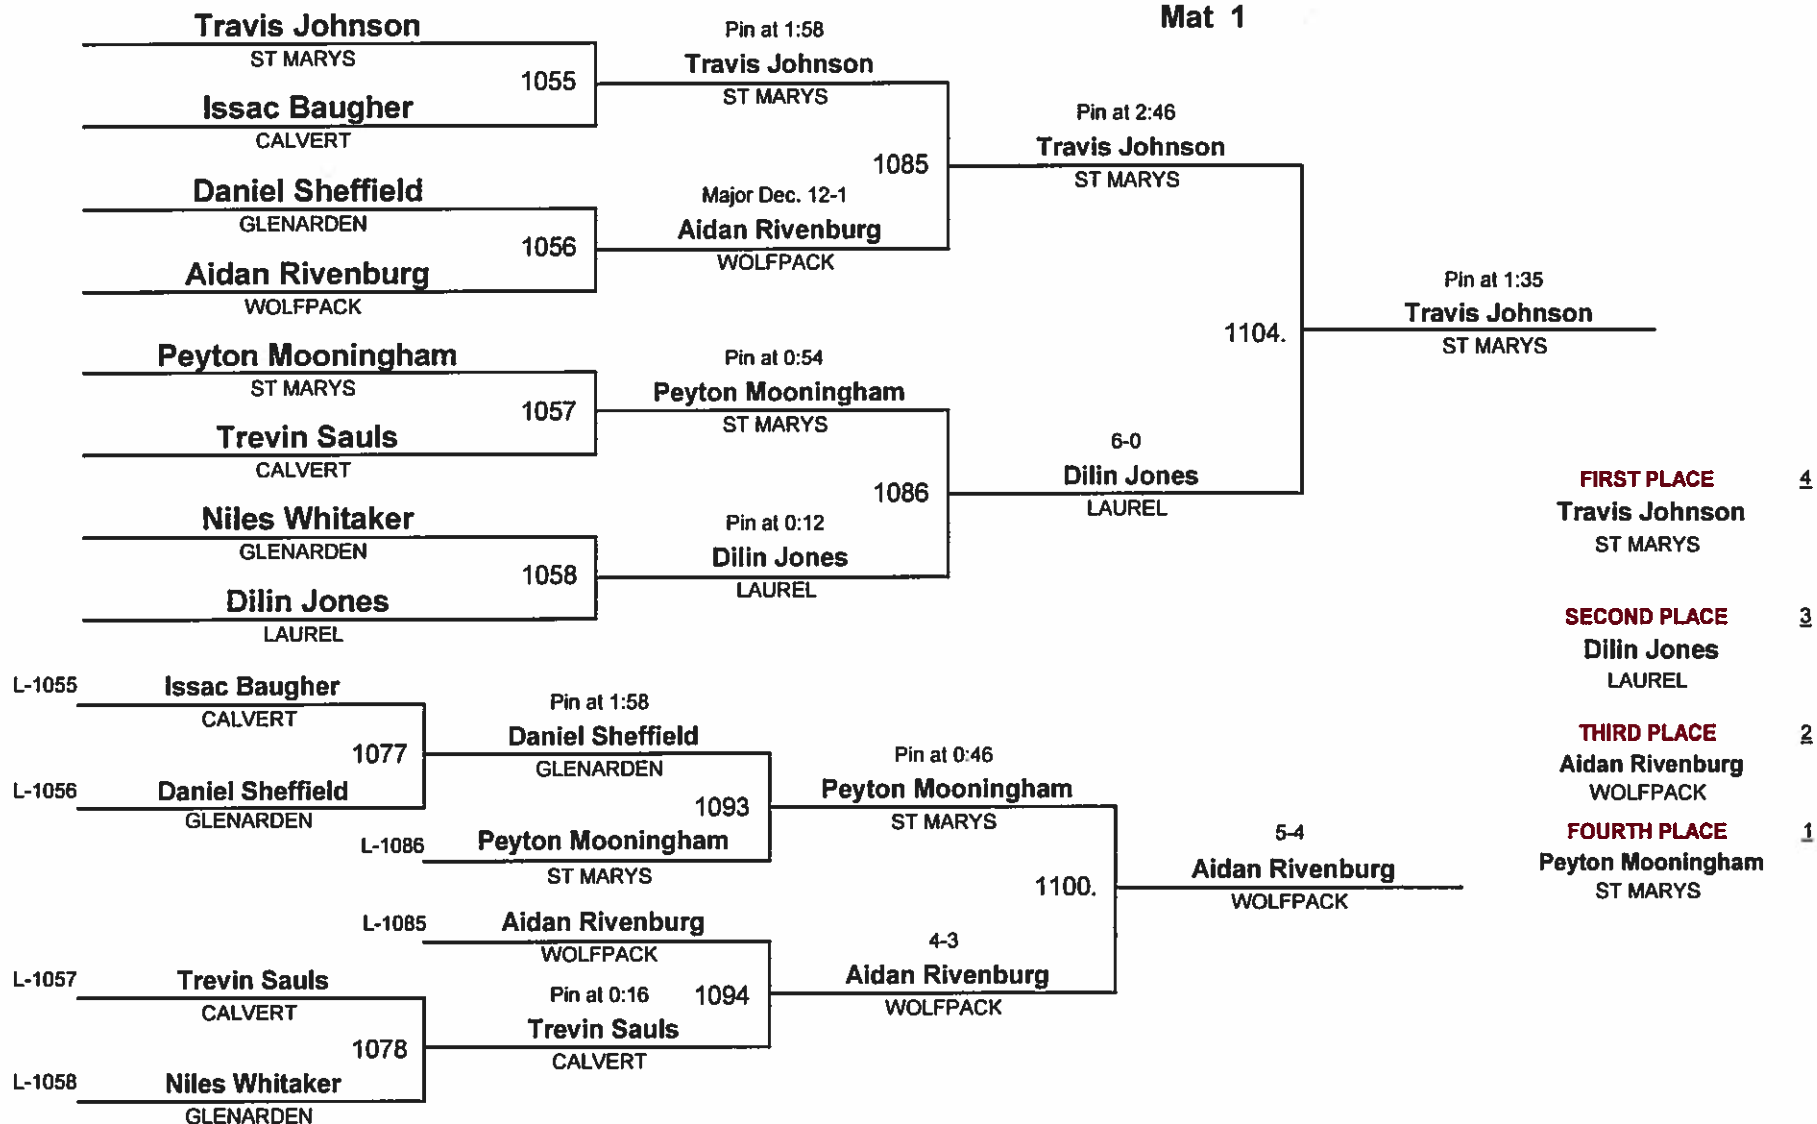 Mat 1
Travis Johnson
ST MARYS
1055
Issac Baugher
CALVERT
Pin at 1:58
Travis Johnson
ST MARYS
Daniel Sheffield
GLENARDEN
1056
Aidan Rivenburg
WOLFPACK
Major Dec. 12-1
Aidan Rivenburg
WOLFPACK
1085
Pin at 2:46
Travis Johnson
ST MARYS
Peyton Mooningham
ST MARYS
1057
Trevin Sauls
CALVERT
Pin at 0:54
Peyton Mooningham
ST MARYS
Niles Whitaker
GLENARDEN
1058
Dilin Jones
LAUREL
Pin at 0:12
Dilin Jones
LAUREL
1086
6-0
Dilin Jones
LAUREL
1104.
Pin at 1:35
Travis Johnson
ST MARYS
L-1055 Issac Baugher
CALVERT
1077
L-1056 Daniel Sheffield
GLENARDEN
Pin at 1:58
Daniel Sheffield
GLENARDEN
1093
L-1086 Peyton Mooningham
ST MARYS
Pin at 0:46
Peyton Mooningham
ST MARYS
L-1085 Aidan Rivenburg
WOLFPACK
L-1057 Trevin Sauls
CALVERT
1078
L-1058 Niles Whitaker
GLENARDEN
Pin at 0:16
Trevin Sauls
CALVERT
1094
4-3
Aidan Rivenburg
WOLFPACK
1100.
5-4
Aidan Rivenburg
WOLFPACK
FIRST PLACE 4
Travis Johnson
ST MARYS
SECOND PLACE 3
Dilin Jones
LAUREL
THIRD PLACE 2
Aidan Rivenburg
WOLFPACK
FOURTH PLACE 1
Peyton Mooningham
ST MARYS